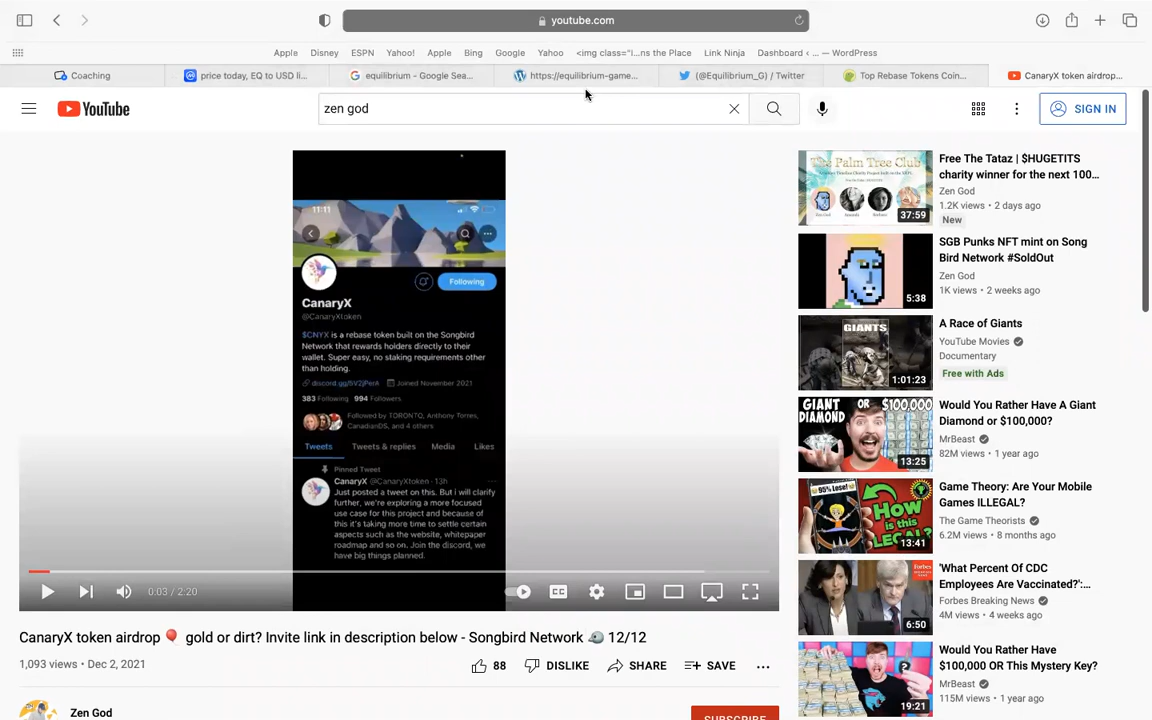 youtube.com
Apple Disney ESPN Yahoo! Apple Bing Google Yahoo <img class="i...ns the Place Link Ninja Dashboard ‹ ... — WordPress
Coaching
price today, EQ to USD li...
equilibrium - Google Sea...
https://equilibrium-game...
(@Equilibrium_G) / Twitter
Top Rebase Tokens Coin...
CanaryX token airdrop...
YouTube
zen god
SIGN IN
11:11
Following
CanaryX
@CanaryXtoken
$CNYX is a rebase token built on the Songbird
Network that rewards holders directly to their
wallet. Super easy, no staking requirements other
than holding.
discord.gg/5V2jPerA Joined November 2021
383 Following 994 Followers
Followed by TORONTO, Anthony Torres,
CanadianDS, and 4 others
Tweets Tweets & replies Media Likes
Pinned Tweet
CanaryX @CanaryXtoken · 13h
Just posted a tweet on this. But i will clarify
further, we're exploring a more focused
use case for this project and because of
this it's taking more time to settle certain
aspects such as the website, whitepaper
roadmap and so on. Join the discord, we
have big things planned.
0:03 / 2:20
CC
CanaryX token airdrop 🎈 gold or dirt? Invite link in description below - Songbird Network 🐦 12/12
1,093 views • Dec 2, 2021
88 DISLIKE SHARE SAVE
Zen God
SUBSCRIBE
The Palm Tree Club
37:59
Free The Tataz | $HUGETITS
charity winner for the next 100...
Zen God
1.2K views • 2 days ago
New
5:38
SGB Punks NFT mint on Song
Bird Network #SoldOut
Zen God
1K views • 2 weeks ago
GIANTS
1:01:23
A Race of Giants
YouTube Movies
Documentary
Free with Ads
GIANT
DIAMOND
OR
$100,000
13:25
Would You Rather Have A Giant
Diamond or $100,000?
MrBeast
82M views • 1 year ago
95% Lose!
HOW
is this
LEGAL?
13:41
Game Theory: Are Your Mobile
Games ILLEGAL?
The Game Theorists
6.2M views • 8 months ago
Forbes
BREAKING NEWS
6:50
'What Percent Of CDC
Employees Are Vaccinated?':...
Forbes Breaking News
4M views • 4 weeks ago
?
19:21
Would You Rather Have
$100,000 OR This Mystery Key?
MrBeast
115M views • 1 year ago